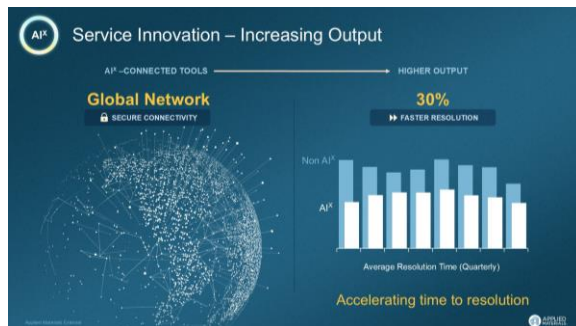 AIˣ
Service Innovation – Increasing Output
AIˣ –CONNECTED TOOLS
HIGHER OUTPUT
Global Network
SECURE CONNECTIVITY
30%
FASTER RESOLUTION
Non AIˣ
AIˣ
Average Resolution Time (Quarterly)
Accelerating time to resolution
APPLIED
MATERIALS